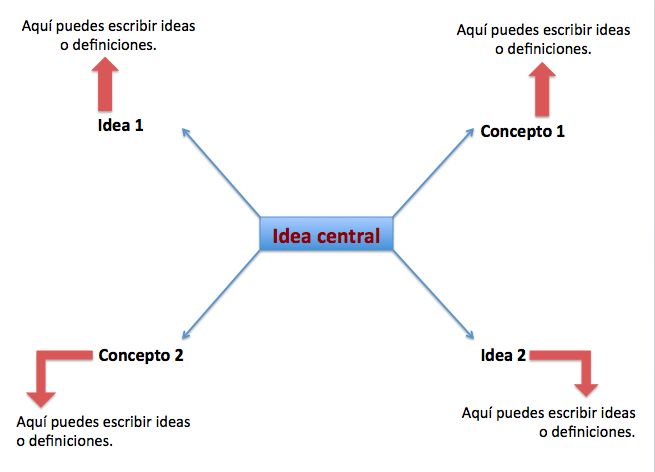 Aquí puedes escribir ideas
o definiciones.
Idea 1
Aquí puedes escribir ideas
o definiciones.
Concepto 1
Idea central
Concepto 2
Aquí puedes escribir ideas
o definiciones.
Idea 2
Aquí puedes escribir ideas
o definiciones.